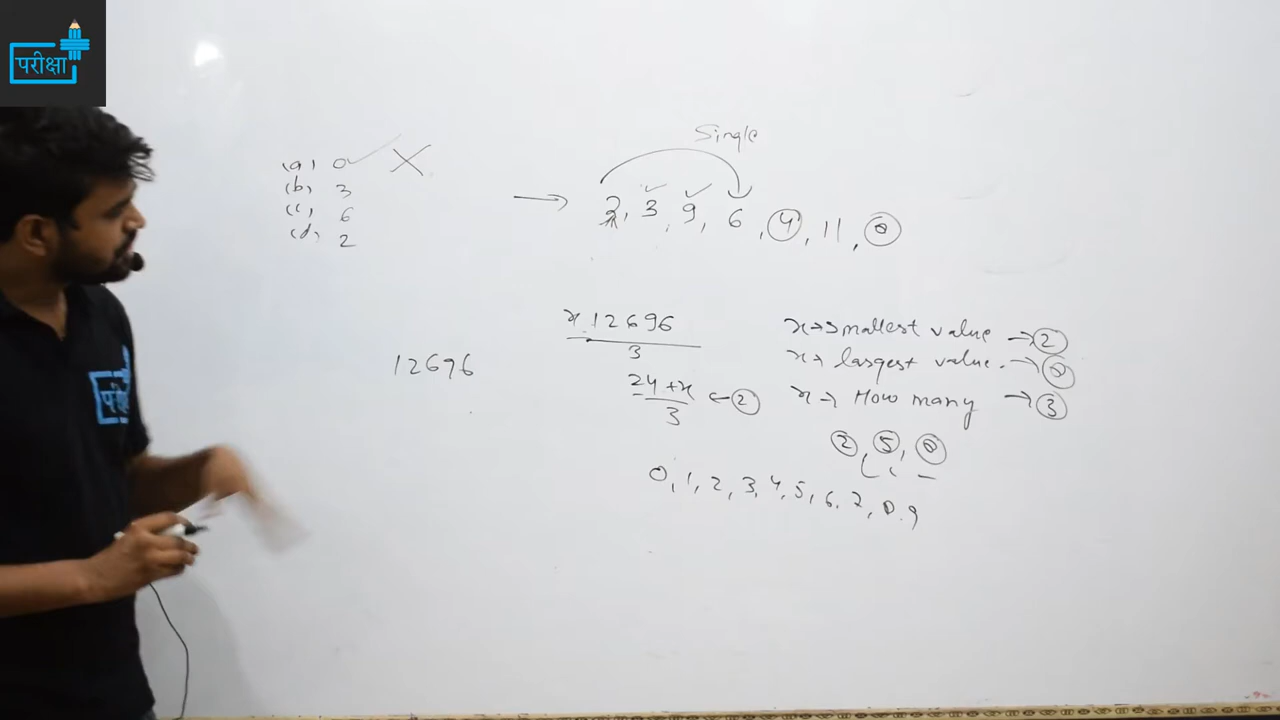 परीक्षा
Single
(a) 0
(b) 3
(c) 6
(d) 2
→ 2, 3, 9, 6, 4, 11, 8
x12696
3
24+x
3
← 2
12696
x→ smallest value → 2
x→ largest value. → 8
x→ How many → 3
2, 5, 8
0, 1, 2, 3, 4, 5, 6, 7, 8, 9